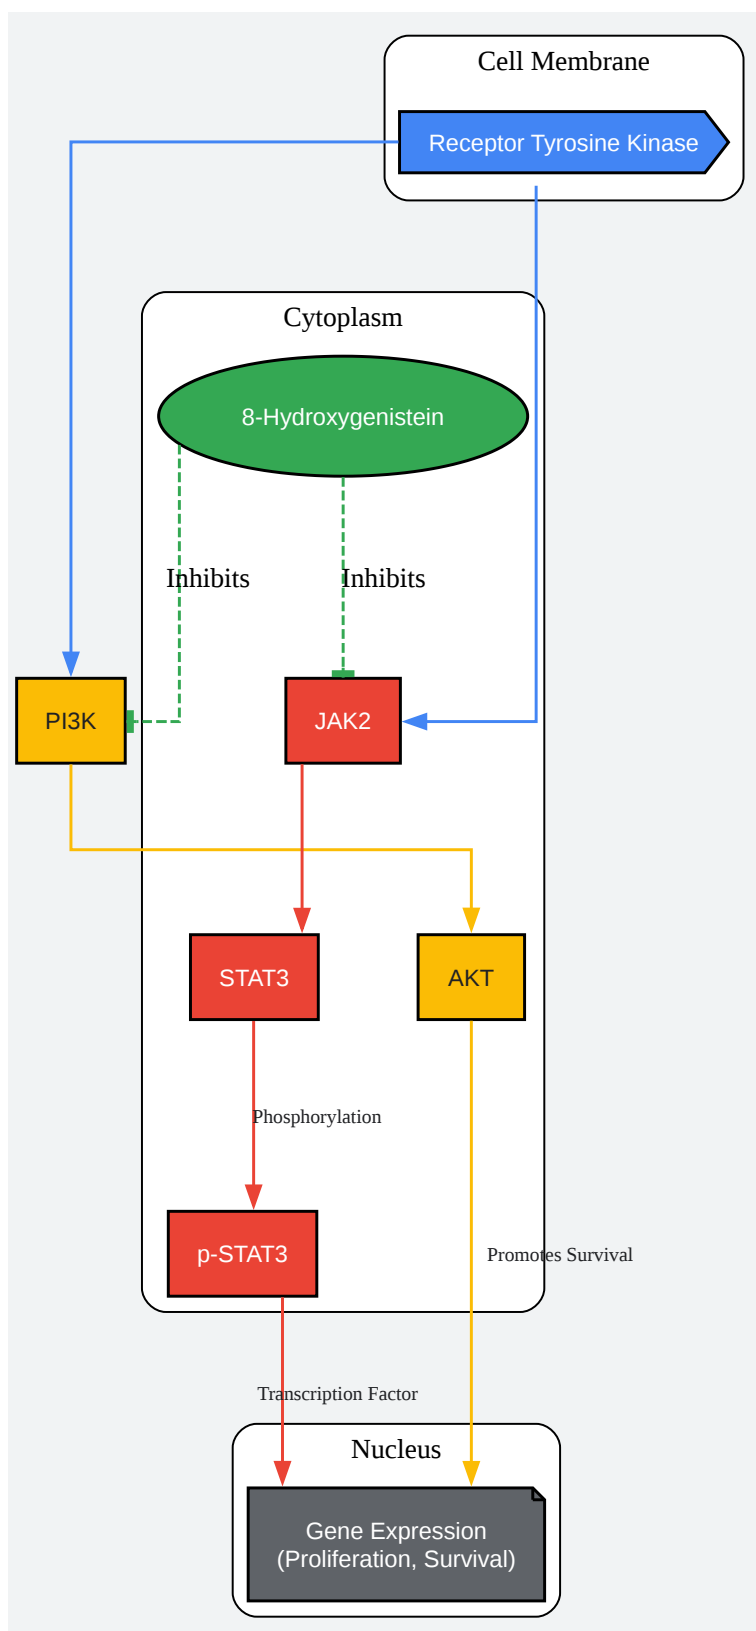 Cell Membrane
Receptor Tyrosine Kinase
Cytoplasm
8-Hydroxygenistein
Inhibits
Inhibits
PI3K
JAK2
STAT3
AKT
Phosphorylation
p-STAT3
Promotes Survival
Transcription Factor
Nucleus
Gene Expression
(Proliferation, Survival)